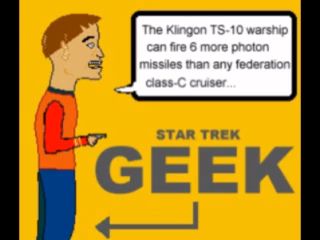 The Klingon TS-10 warship
can fire 6 more photon
missiles than any federation
class-C cruiser...
STAR TREK
GEEK